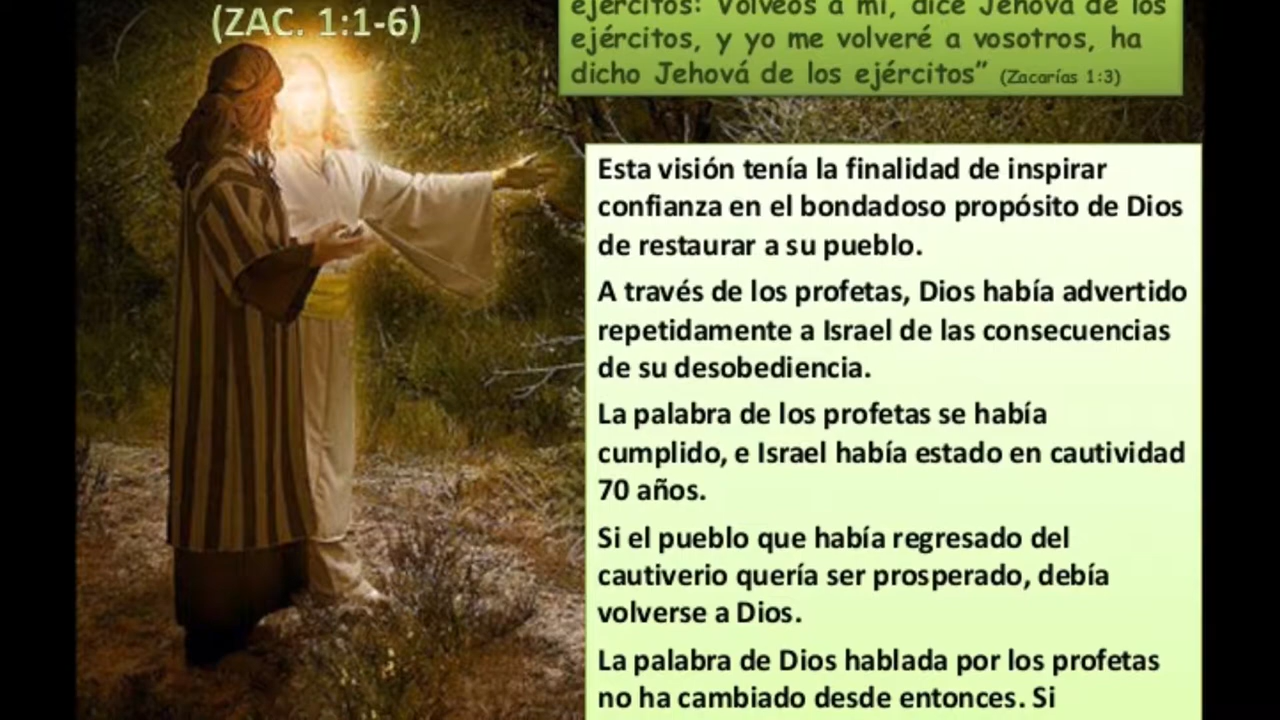 (ZAC. 1:1-6)
ejércitos: Volveos a mí, dice Jehová de los
ejércitos, y yo me volveré a vosotros, ha
dicho Jehová de los ejércitos” (Zacarías 1:3)
Esta visión tenía la finalidad de inspirar
confianza en el bondadoso propósito de Dios
de restaurar a su pueblo.
A través de los profetas, Dios había advertido
repetidamente a Israel de las consecuencias
de su desobediencia.
La palabra de los profetas se había
cumplido, e Israel había estado en cautividad
70 años.
Si el pueblo que había regresado del
cautiverio quería ser prosperado, debía
volverse a Dios.
La palabra de Dios hablada por los profetas
no ha cambiado desde entonces. Si